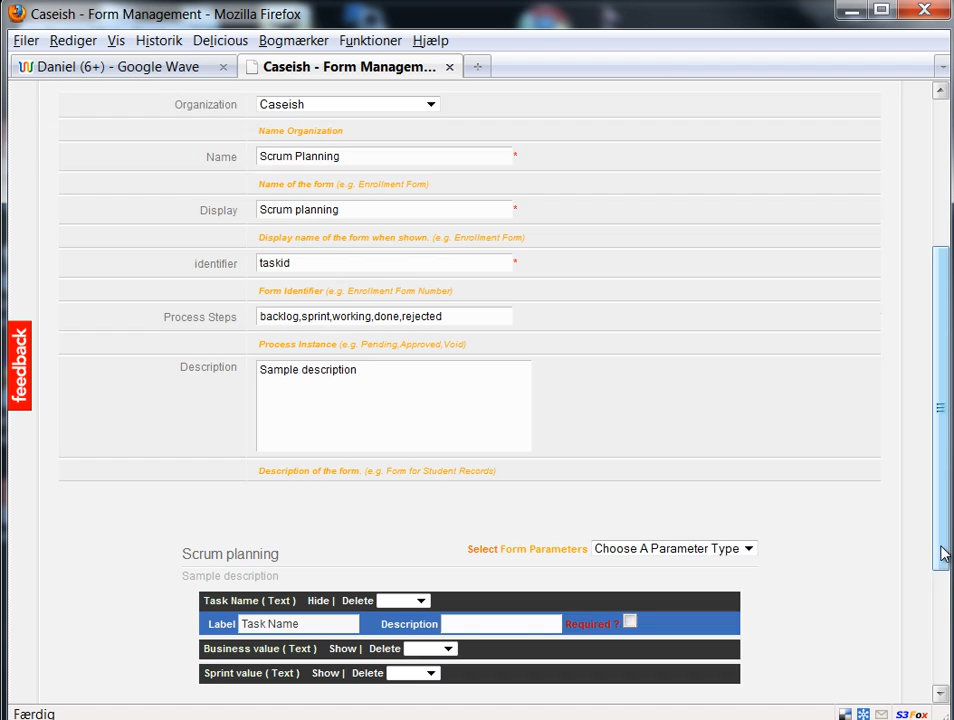 Caseish - Form Management - Mozilla Firefox
Filer Rediger Vis Historik Delicious Bogmærker Funktioner Hjælp
Daniel (6+) - Google Wave × Caseish - Form Managem... ×
Organization Caseish
Name Organization
Name Scrum Planning *
Name of the form (e.g. Enrollment Form)
Display Scrum planning *
Display name of the form when shown. (e.g. Enrollment Form)
identifier taskid *
Form Identifier (e.g. Enrollment Form Number)
Process Steps backlog,sprint,working,done,rejected
Process Instance (e.g. Pending,Approved,Void)
feedback
Description Sample description
Description of the form. (e.g. Form for Student Records)
Scrum planning Select Form Parameters Choose A Parameter Type
Sample description
Task Name ( Text ) Hide | Delete
Label Task Name Description Required ?
Business value ( Text ) Show | Delete
Sprint value ( Text ) Show | Delete
Færdig S3Fox